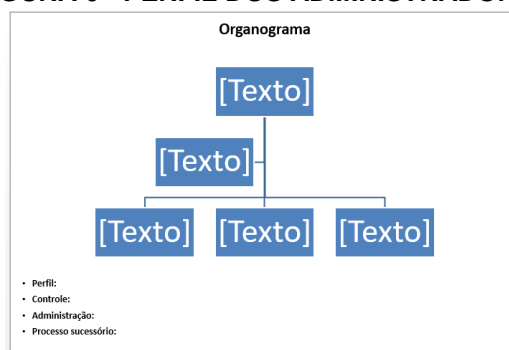 Organograma
[Texto]
[Texto]
[Texto] [Texto] [Texto]
• Perfil:
• Controle:
• Administração:
• Processo sucessório: